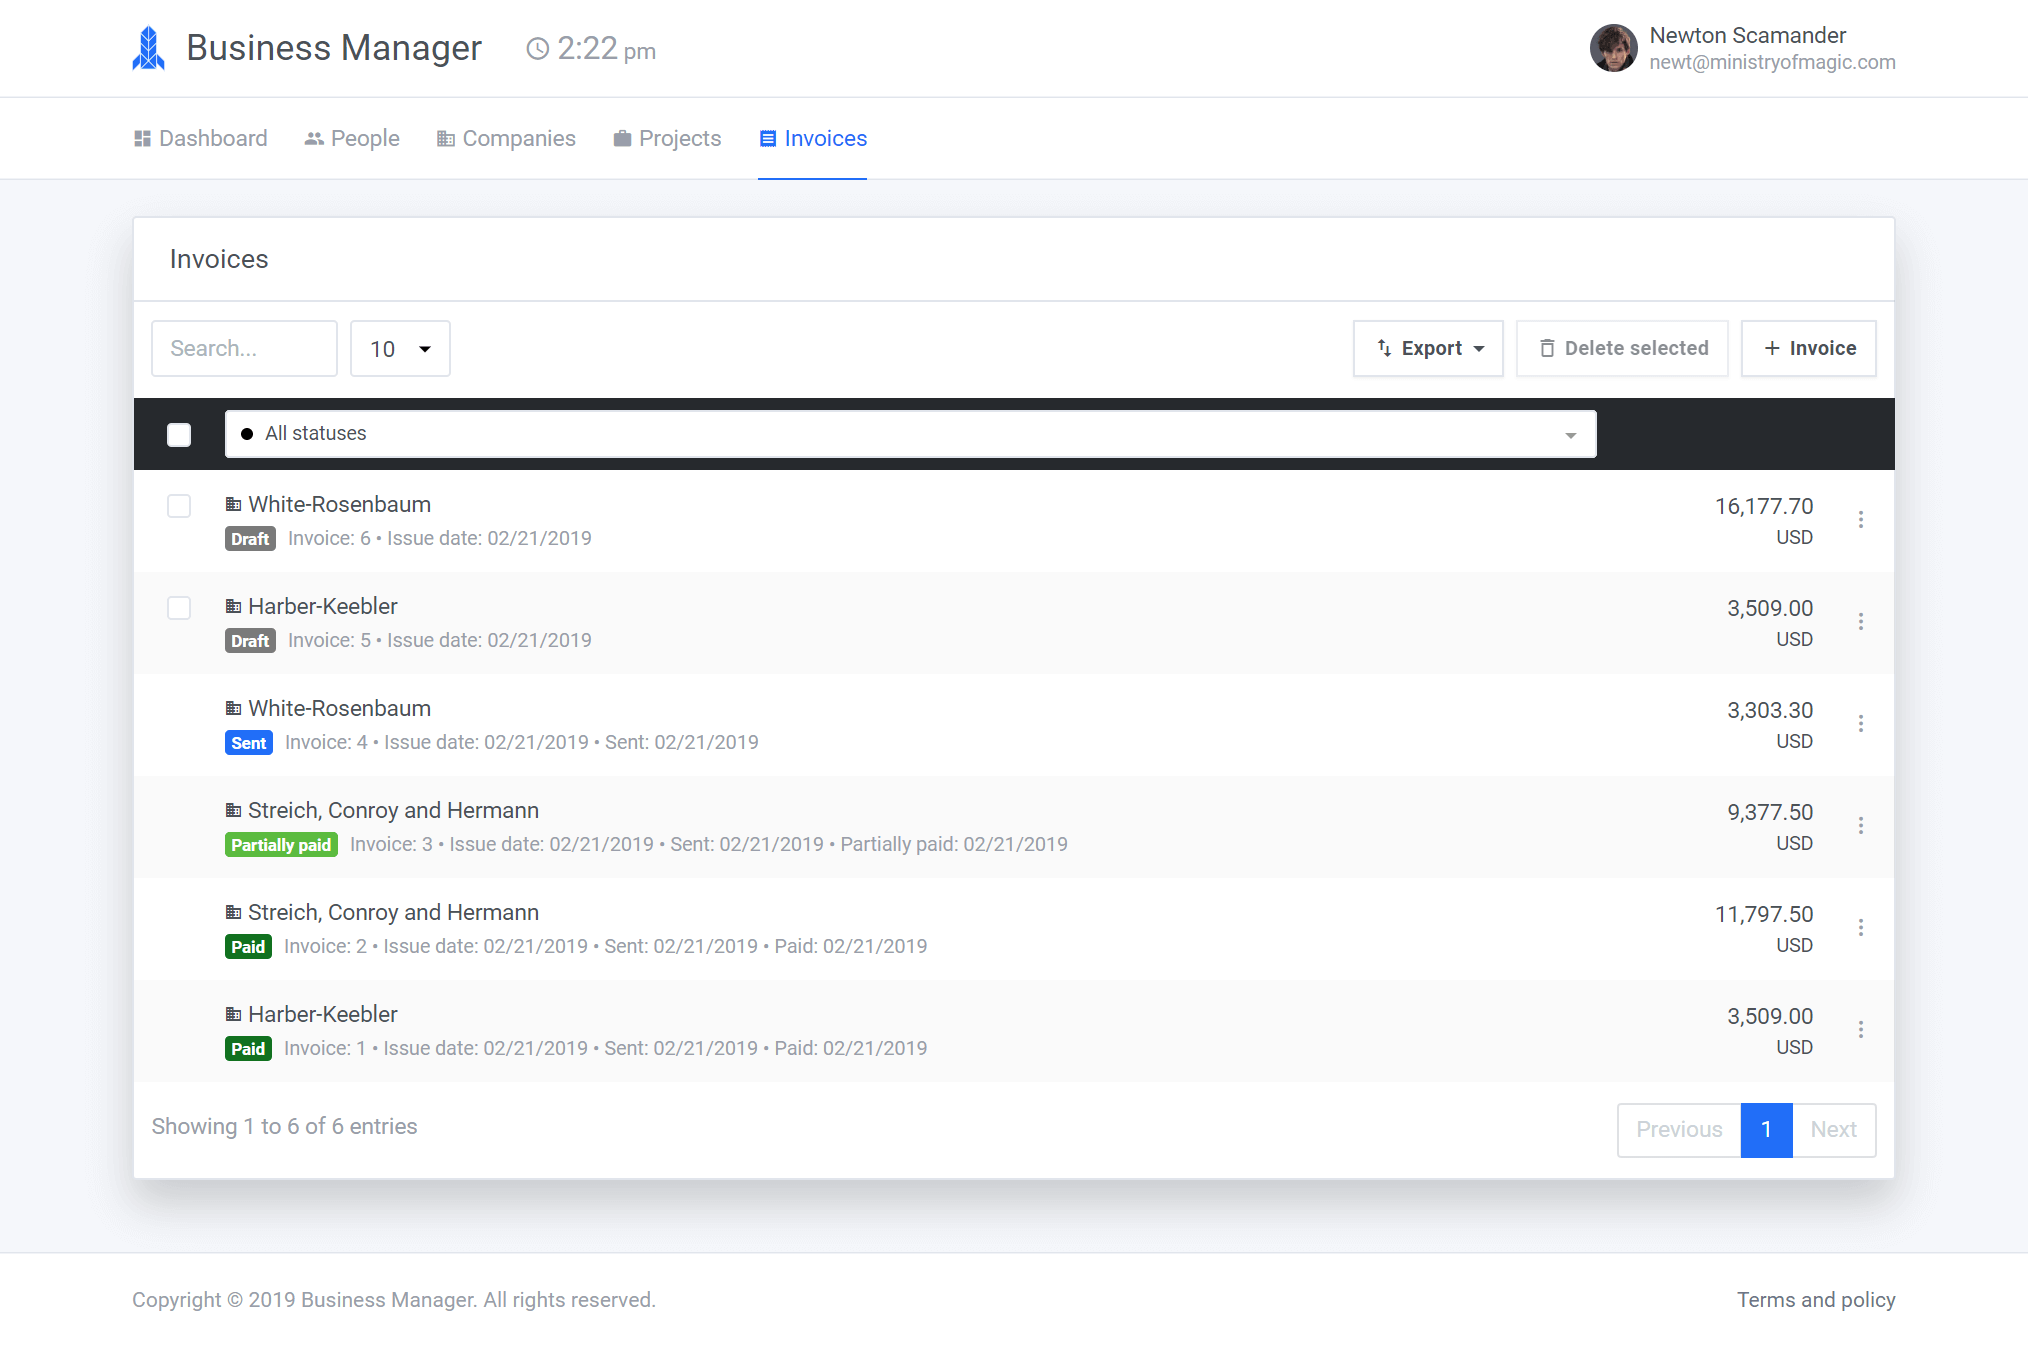 Business Manager
2:22 pm
Newton Scamander
newt@ministryofmagic.com
Dashboard People Companies Projects Invoices
Invoices
Search... 10 Export Delete selected + Invoice
All statuses
White-Rosenbaum 16,177.70
Draft Invoice: 6 • Issue date: 02/21/2019 USD
Harber-Keebler 3,509.00
Draft Invoice: 5 • Issue date: 02/21/2019 USD
White-Rosenbaum 3,303.30
Sent Invoice: 4 • Issue date: 02/21/2019 • Sent: 02/21/2019 USD
Streich, Conroy and Hermann 9,377.50
Partially paid Invoice: 3 • Issue date: 02/21/2019 • Sent: 02/21/2019 • Partially paid: 02/21/2019 USD
Streich, Conroy and Hermann 11,797.50
Paid Invoice: 2 • Issue date: 02/21/2019 • Sent: 02/21/2019 • Paid: 02/21/2019 USD
Harber-Keebler 3,509.00
Paid Invoice: 1 • Issue date: 02/21/2019 • Sent: 02/21/2019 • Paid: 02/21/2019 USD
Showing 1 to 6 of 6 entries Previous 1 Next
Copyright © 2019 Business Manager. All rights reserved. Terms and policy